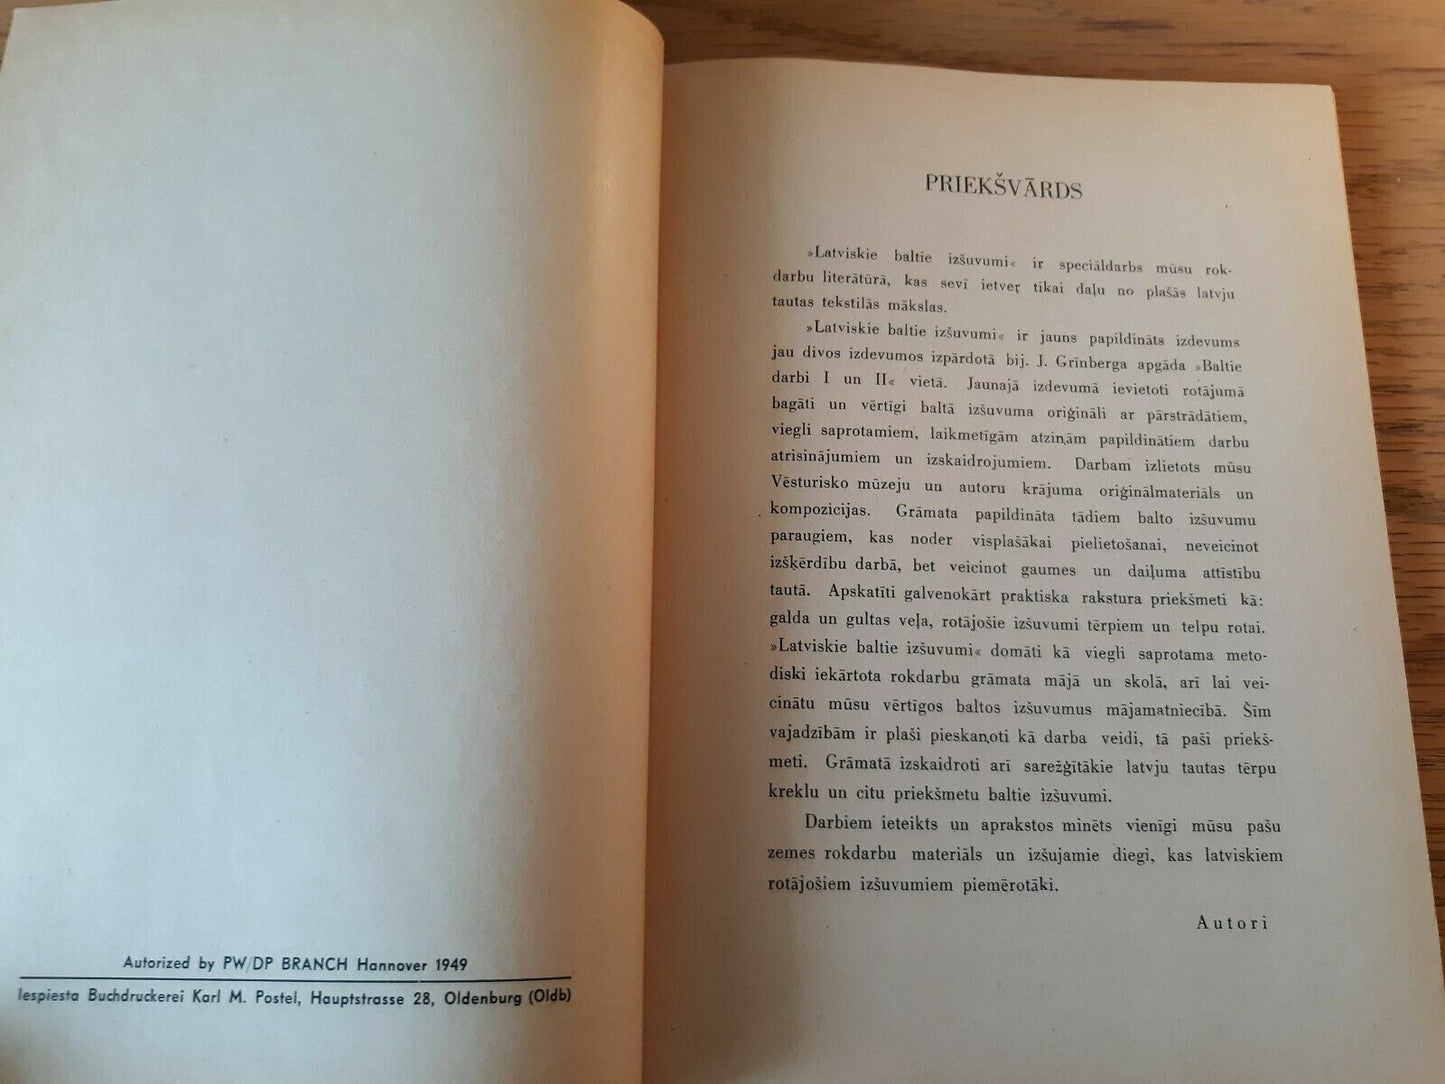 Autorized by PW/DP BRANCH Hannover 1949
Iespiesta Buchdruckerei Karl M. Postel, Hauptstrasse 28, Oldenburg (Oldb)
PRIEKŠVĀRDS
»Latviskie baltie izšuvumi« ir speciāldarbs mūsu rok-
darbu literātūrā, kas sevī ietveŗ tikai daļu no plašās latvju
tautas tekstilās mākslas.
»Latviskie baltie izšuvumi« ir jauns papildināts izdevums
jau divos izdevumos izpārdotā bij. J. Grīnberga apgāda »Baltie
darbi I un II« vietā. Jaunajā izdevumā ievietoti rotājumā
bagāti un vērtīgi baltā izšuvuma oriģināli ar pārstrādātiem,
viegli saprotamiem, laikmetīgām atziņām papildinātiem darbu
atrisinājumiem un izskaidrojumiem. Darbam izlietots mūsu
Vēsturisko mūzeju un autoru krājuma oriģinālmateriāls un
kompozicijas. Grāmata papildināta tādiem balto izšuvumu
paraugiem, kas noder visplašākai pielietošanai, neveicinot
izšķērdību darbā, bet veicinot gaumes un daiļuma attīstību
tautā. Apskatīti galvenokārt praktiska rakstura priekšmeti kā:
galda un gultas veļa, rotājošie izšuvumi tērpiem un telpu rotai.
»Latviskie baltie izšuvumi« domāti kā viegli saprotama meto-
diski iekārtota rokdarbu grāmata mājā un skolā, arī lai vei-
cinātu mūsu vērtīgos baltos izšuvumus mājamatniecībā. Šīm
vajadzībām ir plaši pieskaņoti kā darba veidi, tā paši priekš-
meti. Grāmatā izskaidroti arī sarežģītākie latvju tautas tērpu
kreklu un citu priekšmetu baltie izšuvumi.
Darbiem ieteikts un aprakstos minēts vienīgi mūsu pašu
zemes rokdarbu materiāls un izšujamie diegi, kas latviskiem
rotājošiem izšuvumiem piemērotāki.
Autori